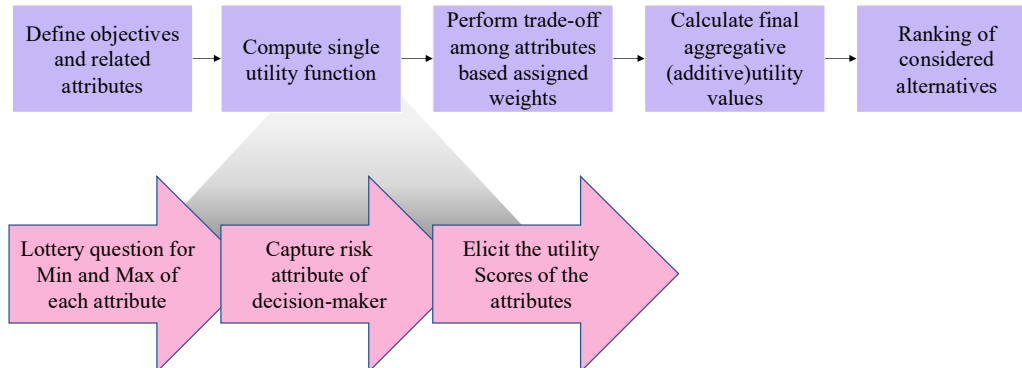 Define objectives
and related
attributes
Compute single
utility function
Perform trade-off
among attributes
based assigned
weights
Calculate final
aggregative
(additive)utility
values
Ranking of
considered
alternatives
Lottery question for
Min and Max of
each attribute
Capture risk
attribute of
decision-maker
Elicit the utility
Scores of the
attributes